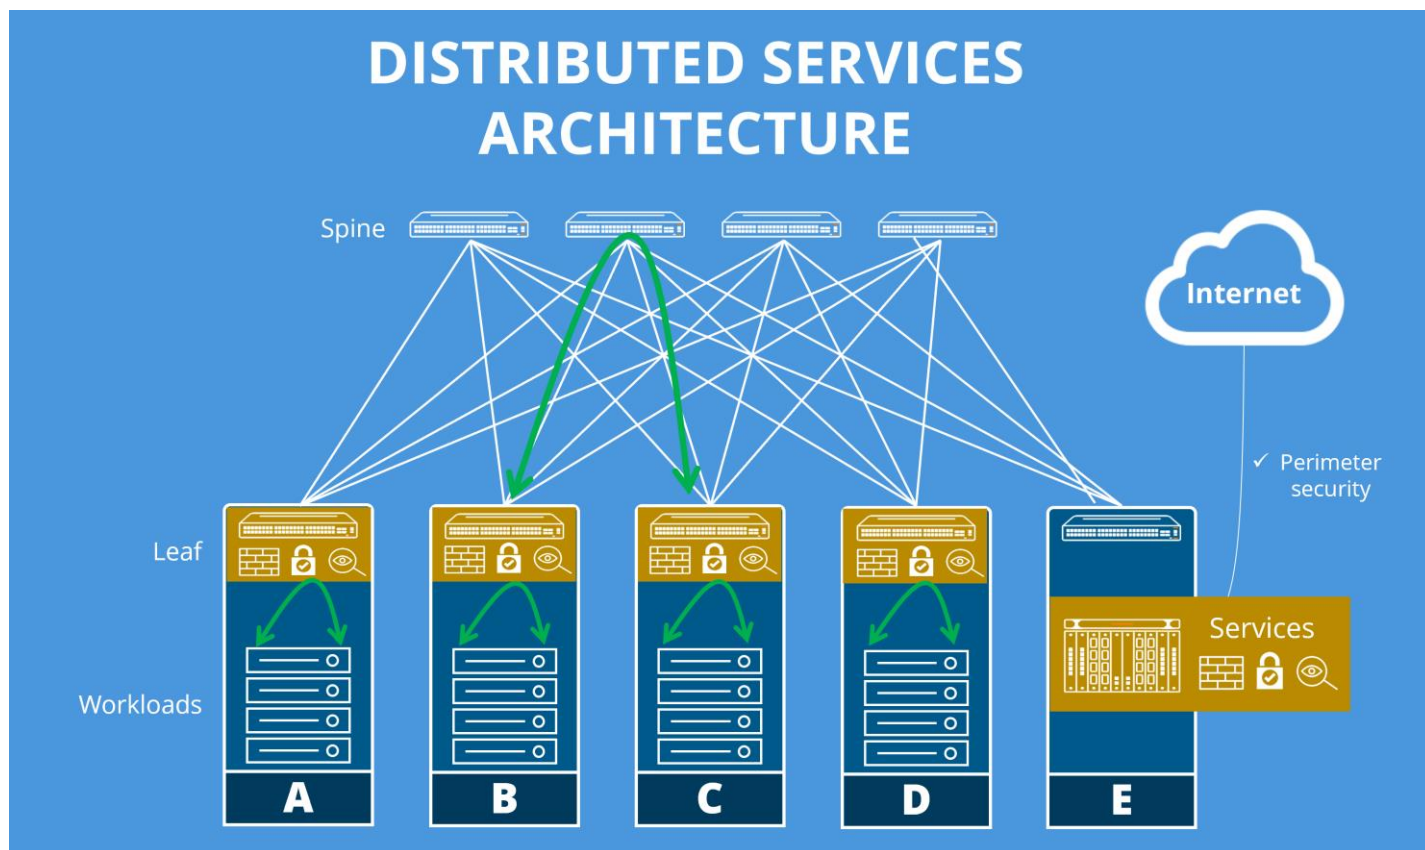 DISTRIBUTED SERVICES
ARCHITECTURE
Spine
Internet
✓ Perimeter
security
Leaf
Services
Workloads
A
B
C
D
E